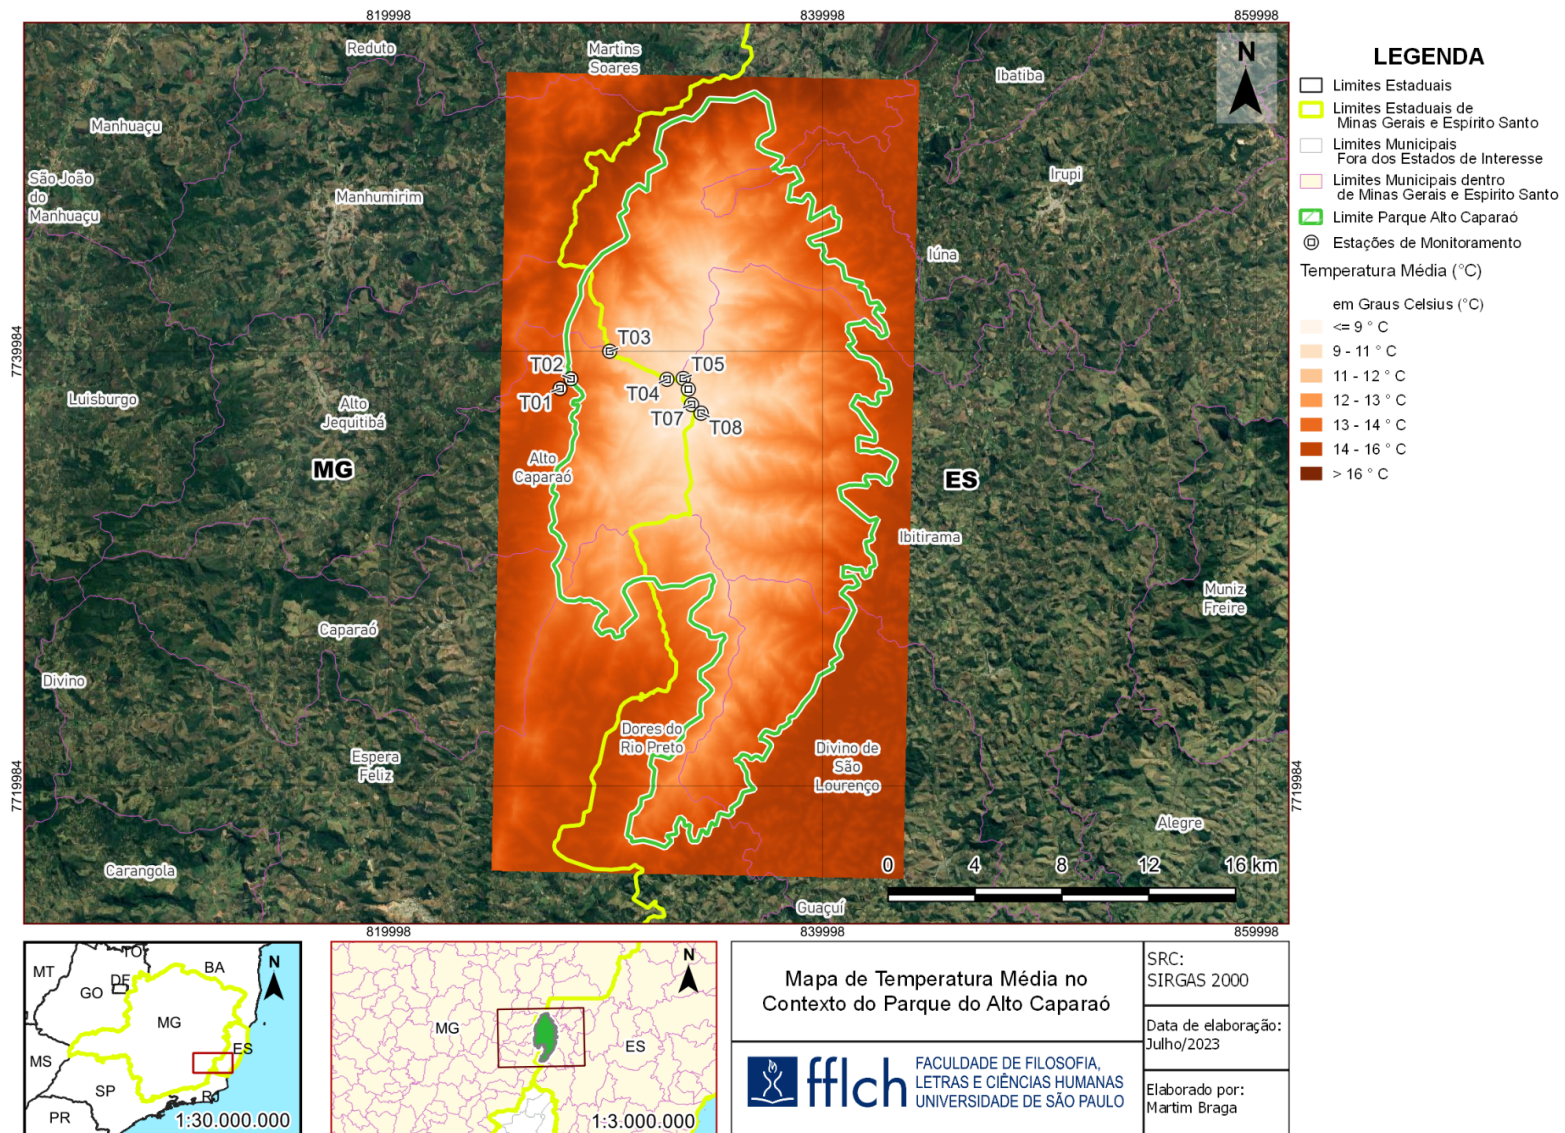 819998
839998
859998
7739984
7719984
7719984
819998
839998
859998
Reduto
Martins
Soares
Ibatiba
Manhuaçu
São João
do
Manhuaçu
Manhumirim
Irupi
Iúna
T03
T02
T05
T04
T01
T07
T08
Luisburgo
Alto
Jequitibá
Alto
Caparaó
MG
ES
Ibitirama
Muniz
Freire
Caparaó
Divino
Dores do
Rio Preto
Divino de
São
Lourenço
Espera
Feliz
Alegre
Carangola
Guaçuí
N
0 4 8 12 16 km
LEGENDA
Limites Estaduais
Limites Estaduais de
Minas Gerais e Espirito Santo
Limites Municipais
Fora dos Estados de Interesse
Limites Municipais dentro
de Minas Gerais e Espirito Santo
Limite Parque Alto Caparaó
Estações de Monitoramento
Temperatura Média (°C)
em Graus Celsius (°C)
<= 9 ° C
9 - 11 ° C
11 - 12 ° C
12 - 13 ° C
13 - 14 ° C
14 - 16 ° C
> 16 ° C
MT
TO
DF
GO
BA
MG
MS
ES
SP
RJ
PR
N
1:30.000.000
MG
ES
N
1:3.000.000
Mapa de Temperatura Média no
Contexto do Parque do Alto Caparaó
fflch
FACULDADE DE FILOSOFIA,
LETRAS E CIÊNCIAS HUMANAS
UNIVERSIDADE DE SÃO PAULO
SRC:
SIRGAS 2000
Data de elaboração:
Julho/2023
Elaborado por:
Martim Braga